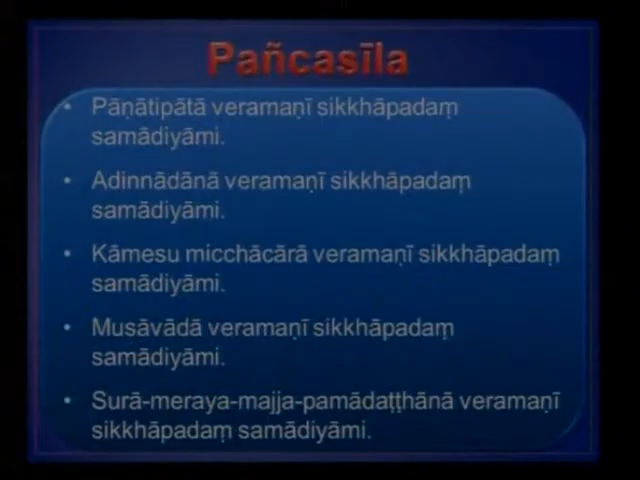 Pañcasīla
• Pāṇātipātā veramaṇī sikkhāpadaṃ
samādiyāmi.
• Adinnādānā veramaṇī sikkhāpadaṃ
samādiyāmi.
• Kāmesu micchācārā veramaṇī sikkhāpadaṃ
samādiyāmi.
• Musāvādā veramaṇī sikkhāpadaṃ
samādiyāmi.
• Surā-meraya-majja-pamādaṭṭhānā veramaṇī
sikkhāpadaṃ samādiyāmi.